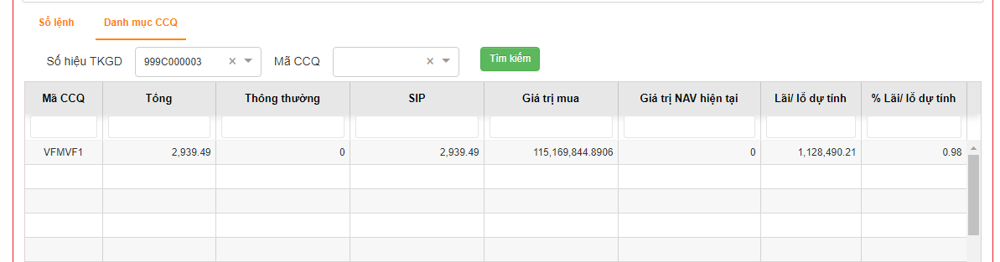 Sổ lệnh Danh mục CCQ
Số hiệu TKGD 999C000003 × Mã CCQ × Tìm kiếm
Mã CCQ Tổng Thông thường SIP Giá trị mua Giá trị NAV hiện tại Lãi/ lỗ dự tính % Lãi/ lỗ dự tính
VFMVF1 2,939.49 0 2,939.49 115,169,844.8906 0 1,128,490.21 0.98